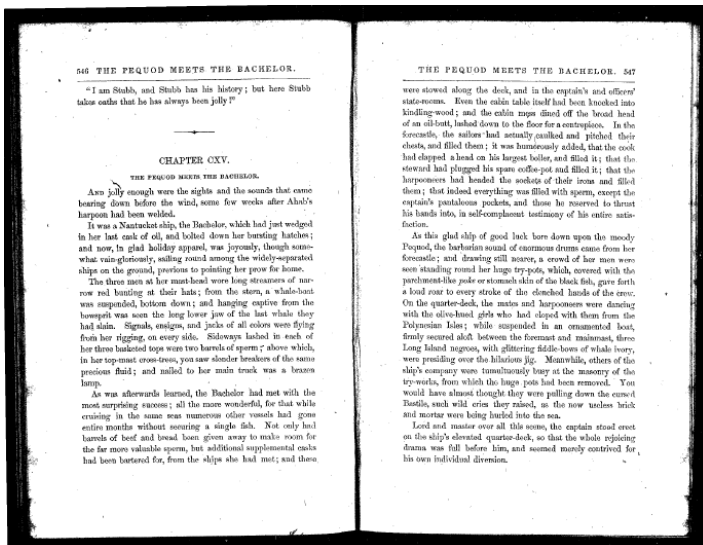 546 THE PEQUOD MEETS THE BACHELOR.
"I am Stubb, and Stubb has his history; but here Stubb
takes oaths that he has always been jolly!"
CHAPTER CXV.
THE PEQUOD MEETS THE BACHELOR.
AND jolly enough were the sights and the sounds that came
bearing down before the wind, some few weeks after Ahab's
harpoon had been welded.
It was a Nantucket ship, the Bachelor, which had just wedged
in her last cask of oil, and bolted down her bursting hatches;
and now, in glad holiday apparel, was joyously, though some-
what vain-gloriously, sailing round among the widely-separated
ships on the ground, previous to pointing her prow for home.
The three men at her mast-head wore long streamers of nar-
row red bunting at their hats; from the stern, a whale-boat
was suspended, bottom down; and hanging captive from the
bowsprit was seen the long lower jaw of the last whale they
had slain. Signals, ensigns, and jacks of all colors were flying
from her rigging, on every side. Sideways lashed in each of
her three basketed tops were two barrels of sperm; above which,
in her top-mast cross-trees, you saw slender breakers of the same
precious fluid; and nailed to her main truck was a brazen
lamp.
As was afterwards learned, the Bachelor had met with the
most surprising success; all the more wonderful, for that while
cruising in the same seas numerous other vessels had gone
entire months without securing a single fish. Not only had
barrels of beef and bread been given away to make room for
the far more valuable sperm, but additional supplemental casks
had been bartered for, from the ships she had met; and these
THE PEQUOD MEETS THE BACHELOR. 547
were stowed along the deck, and in the captain's and officers'
state-rooms. Even the cabin table itself had been knocked into
kindling-wood; and the cabin mess dined off the broad head
of an oil-butt, lashed down to the floor for a centrepiece. In the
forecastle, the sailors had actually caulked and pitched their
chests, and filled them; it was humorously added, that the cook
had clapped a head on his largest boiler, and filled it; that the
steward had plugged his spare coffee-pot and filled it; that the
harpooneers had headed the sockets of their irons and filled
them; that indeed everything was filled with sperm, except the
captain's pantaloons pockets, and those he reserved to thrust
his hands into, in self-complacent testimony of his entire satis-
faction.
As this glad ship of good luck bore down upon the moody
Pequod, the barbarian sound of enormous drums came from her
forecastle; and drawing still nearer, a crowd of her men were
seen standing round her huge try-pots, which, covered with the
parchment-like poke or stomach skin of the black fish, gave forth
a loud roar to every stroke of the clenched hands of the crew.
On the quarter-deck, the mates and harpooneers were dancing
with the olive-hued girls who had eloped with them from the
Polynesian Isles; while suspended in an ornamented boat,
firmly secured aloft between the foremast and mainmast, three
Long Island negroes, with glittering fiddle-bows of whale ivory,
were presiding over the hilarious jig. Meanwhile, others of the
ship's company were tumultuously busy at the masonry of the
try-works, from which the huge pots had been removed. You
would have almost thought they were pulling down the cursed
Bastile, such wild cries they raised, as the now useless brick
and mortar were being hurled into the sea.
Lord and master over all this scene, the captain stood erect
on the ship's elevated quarter-deck, so that the whole rejoicing
drama was full before him, and seemed merely contrived for
his own individual diversion.